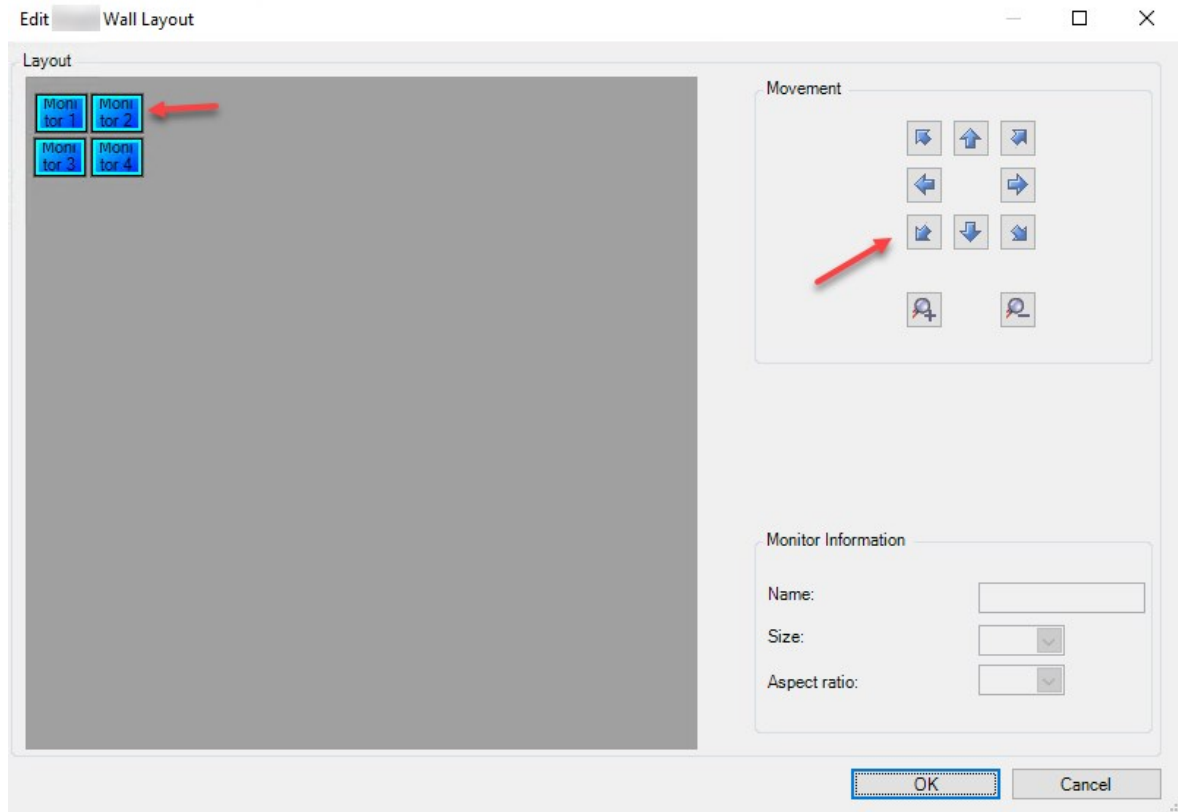 Edit Wall Layout
Layout
Moni
tor 1
Moni
tor 2
Moni
tor 3
Moni
tor 4
Movement
Monitor Information
Name:
Size:
Aspect ratio:
OK
Cancel